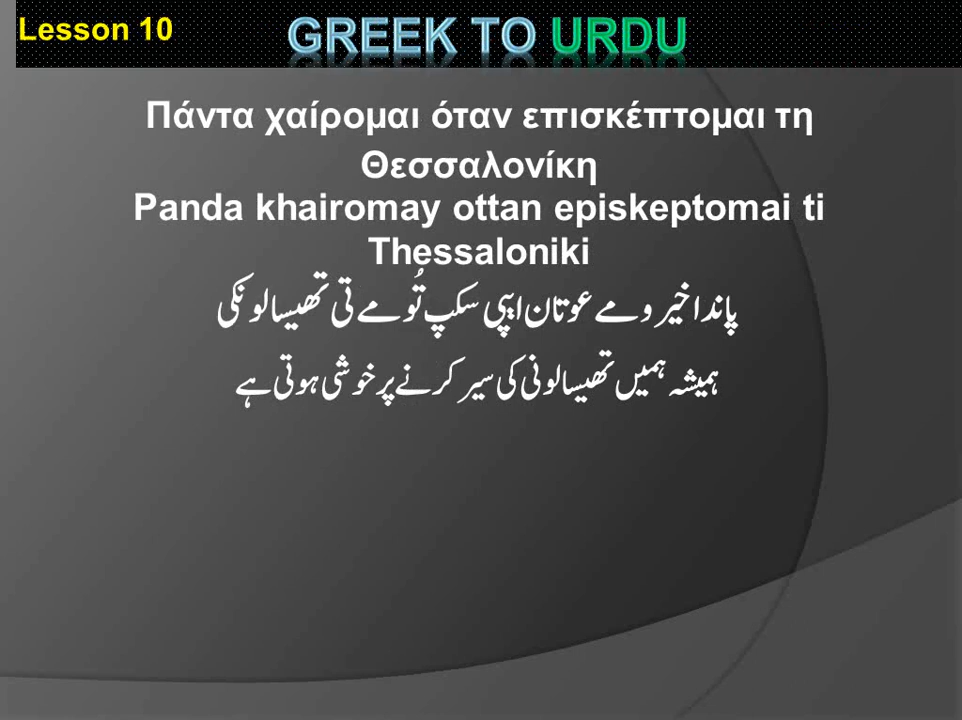 Lesson 10
GREEK TO URDU
Πάντα χαίρομαι όταν επισκέπτομαι τη
Θεσσαλονίκη
Panda khairomay ottan episkeptomai ti
Thessaloniki
پاندا خیرومے عوتان ایپی سکپ تُومے تی تھیسالونکی
ہمیشہ ہمیں تھیسالونی کی سیر کرنے پر خوشی ہوتی ہے